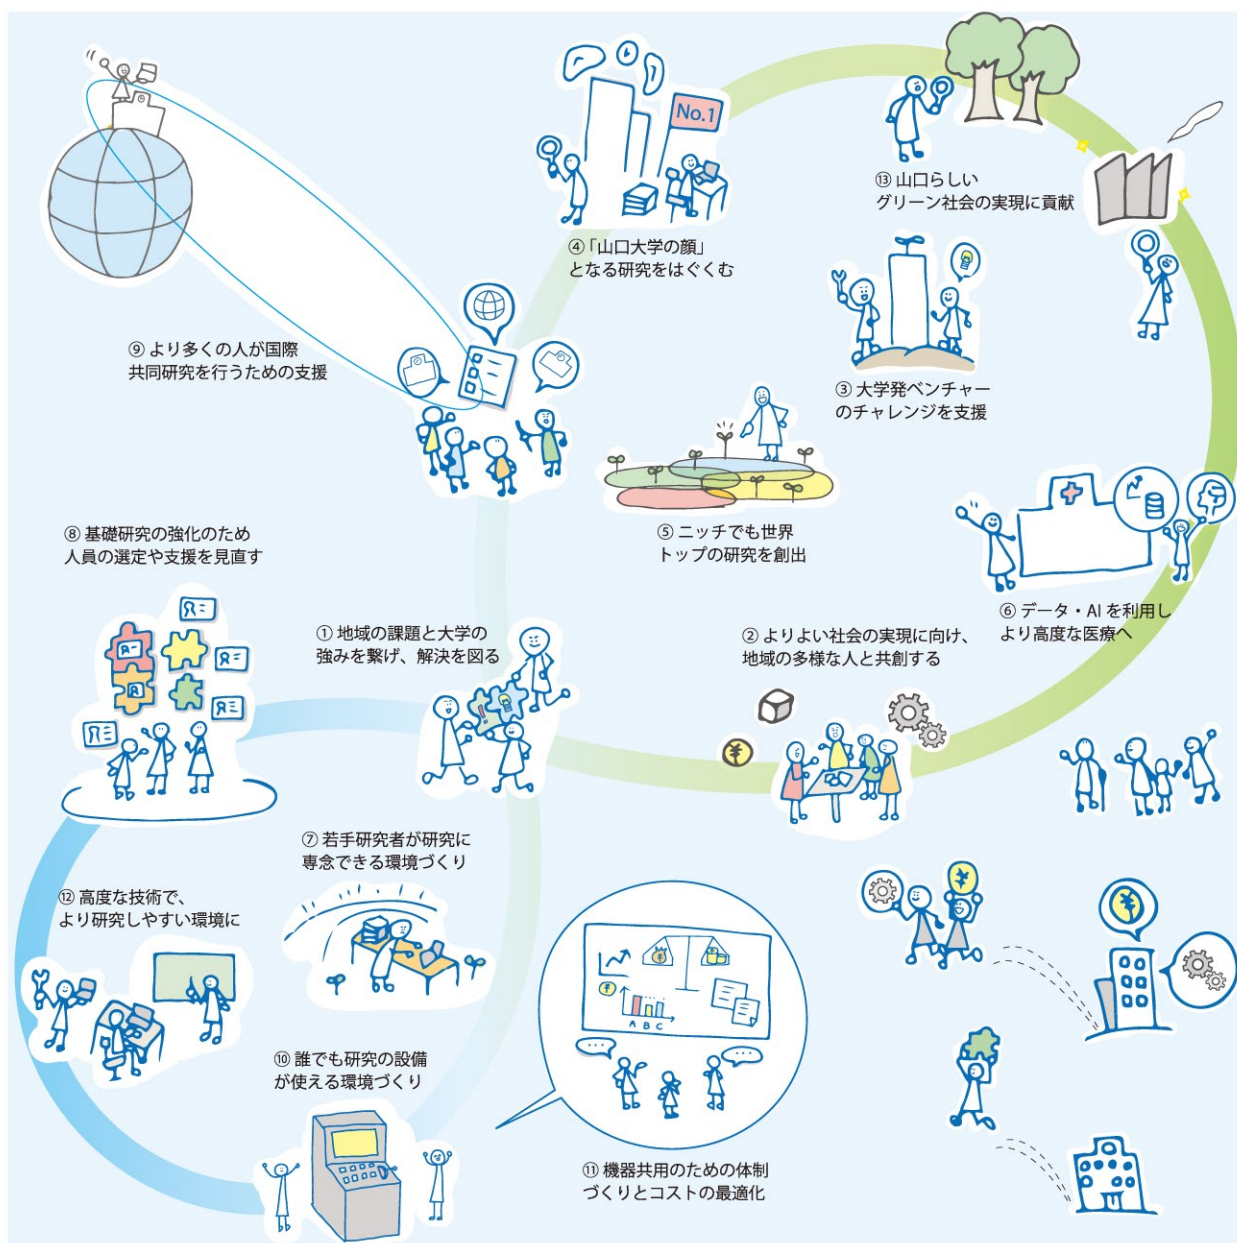 No.1
④「山口大学の顔」
となる研究をはぐくむ
⑬ 山口らしい
グリーン社会の実現に貢献
⑨ より多くの人が国際
共同研究を行うための支援
③ 大学発ベンチャー
のチャレンジを支援
⑤ ニッチでも世界
トップの研究を創出
⑧ 基礎研究の強化のため
人員の選定や支援を見直す
① 地域の課題と大学の
強みを繋げ、解決を図る
② よりよい社会の実現に向け、
地域の多様な人と共創する
⑥ データ・AI を利用し
より高度な医療へ
¥
⑦ 若手研究者が研究に
専念できる環境づくり
⑫ 高度な技術で、
より研究しやすい環境に
¥
¥
¥
A B C
⑩ 誰でも研究の設備
が使える環境づくり
⑪ 機器共用のための体制
づくりとコストの最適化